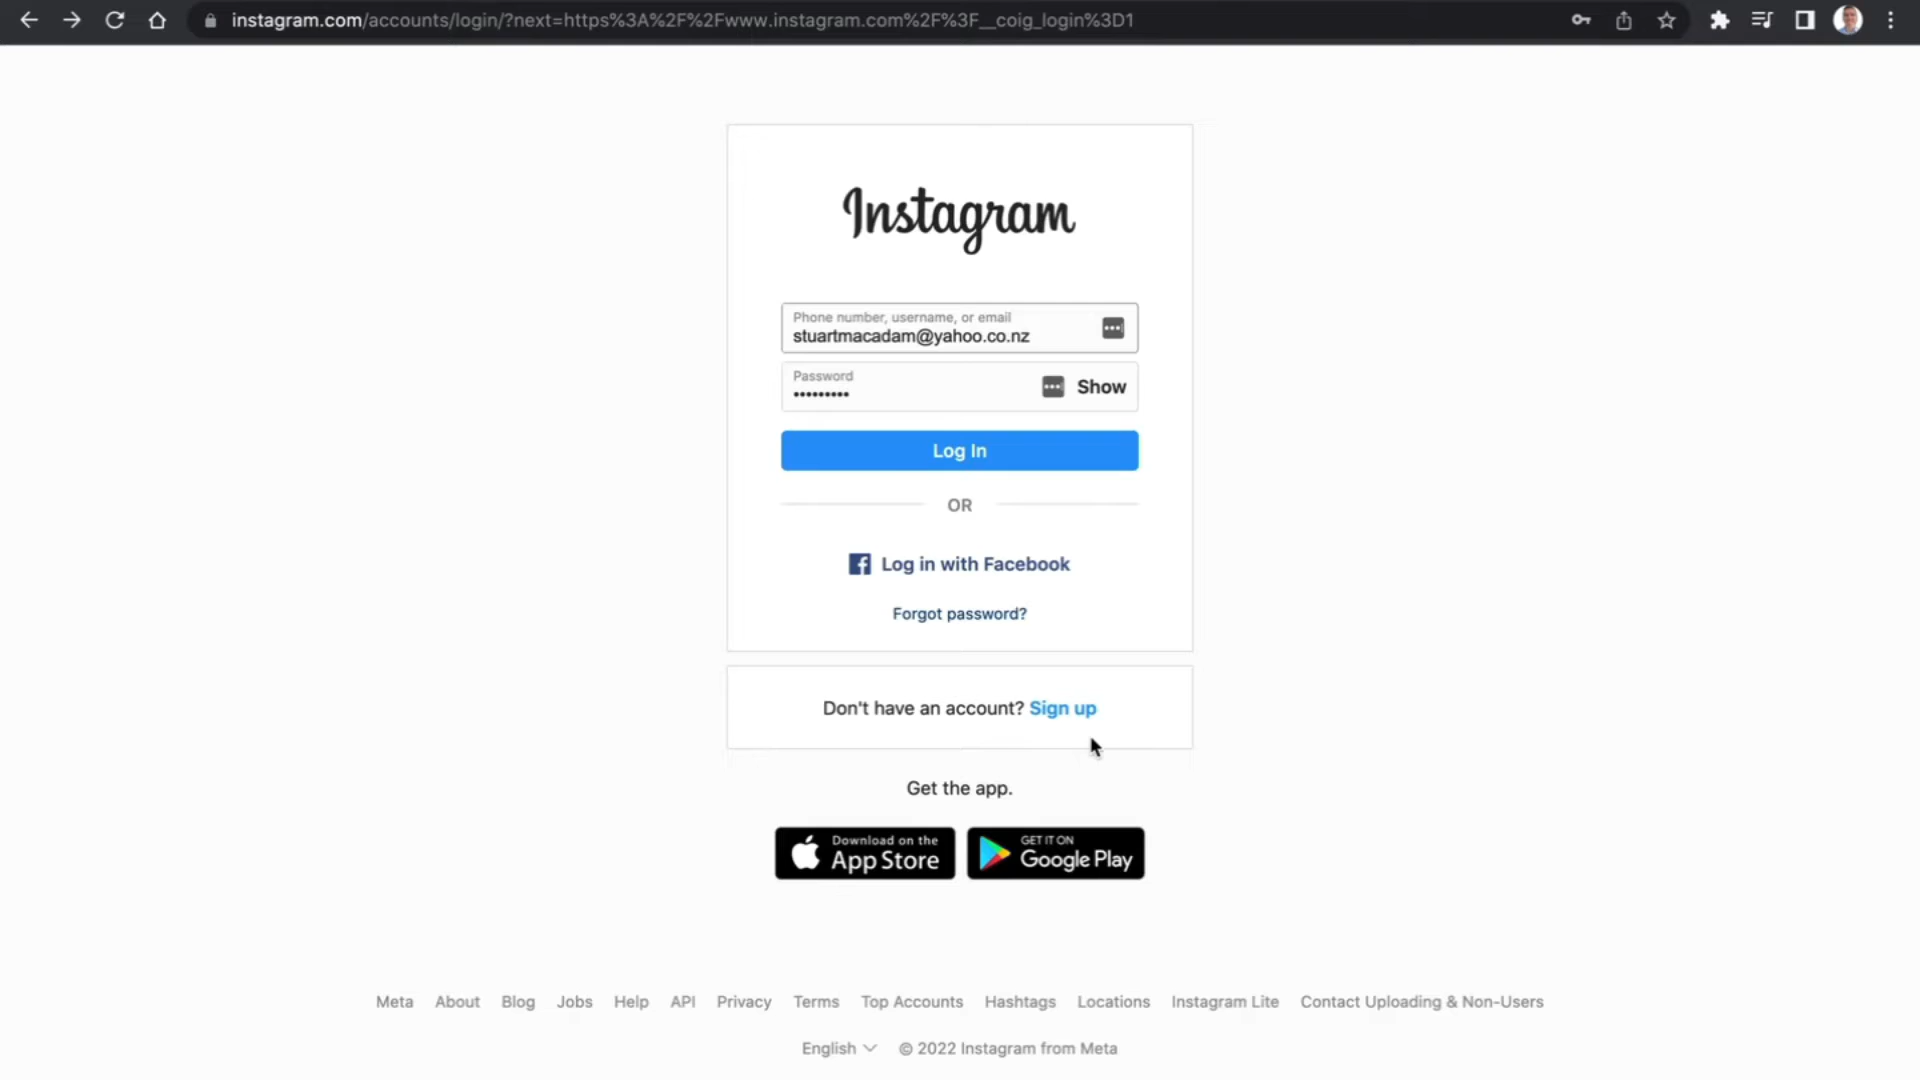 instagram.com/accounts/login/?next=https%3A%2F%2Fwww.instagram.com%2F%3F__coig_login%3D1
Instagram
Phone number, username, or email
stuartmacadam@yahoo.co.nz
Password
•••••••••
Show
Log In
OR
Log in with Facebook
Forgot password?
Don't have an account? Sign up
Get the app.
Download on the
App Store
GET IT ON
Google Play
Meta About Blog Jobs Help API Privacy Terms Top Accounts Hashtags Locations Instagram Lite Contact Uploading & Non-Users
English © 2022 Instagram from Meta